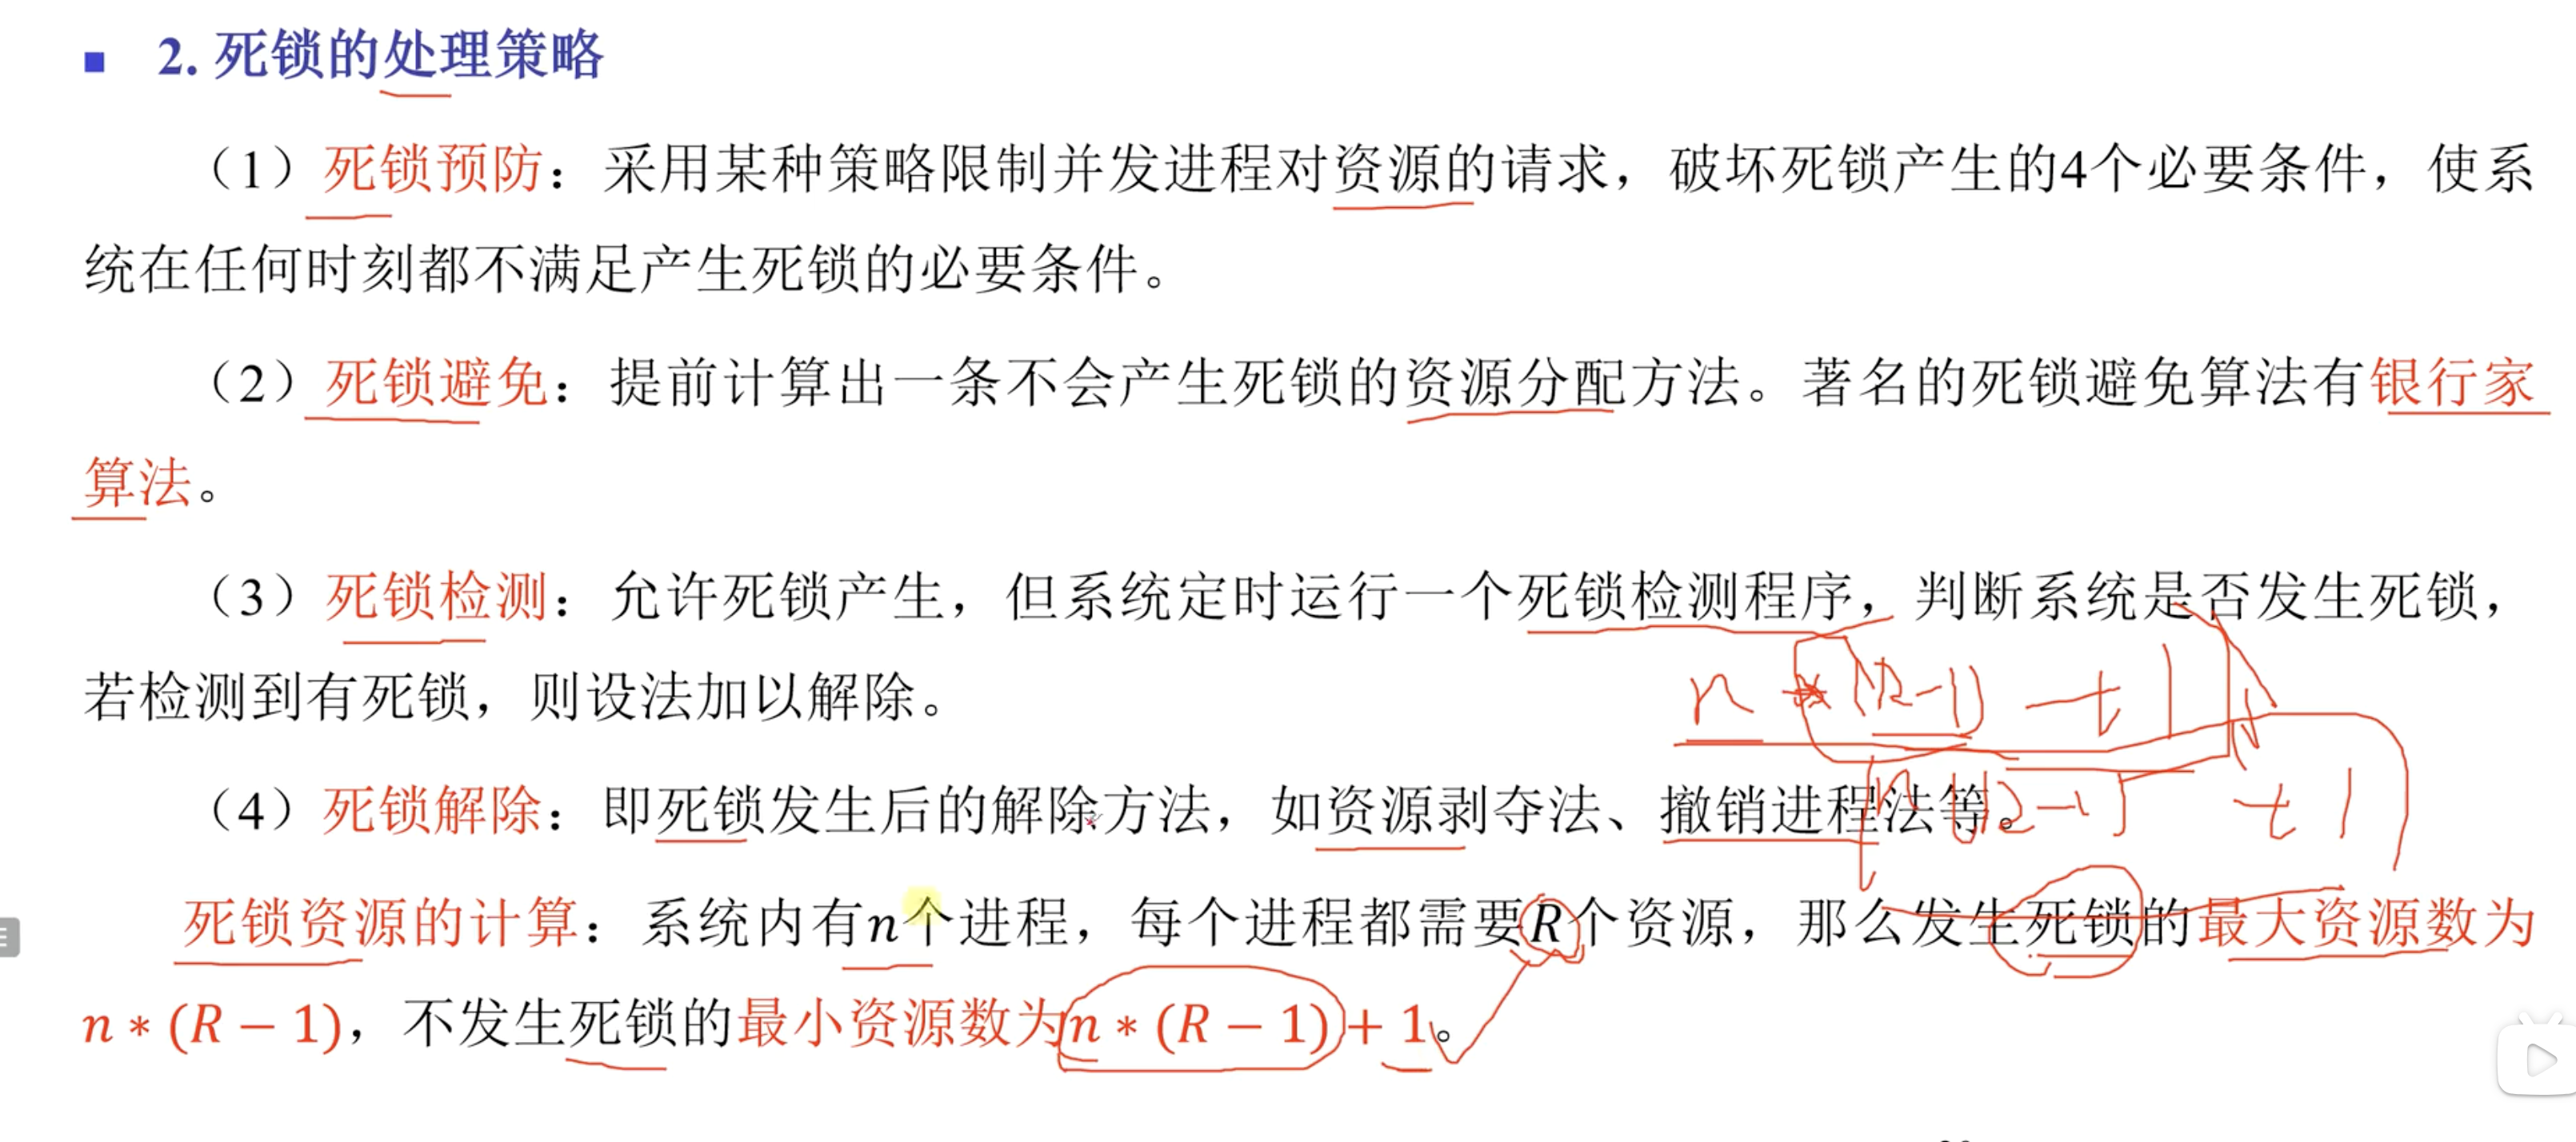 2. 死锁的处理策略
（1）死锁预防：采用某种策略限制并发进程对资源的请求，破坏死锁产生的4个必要条件，使系
统在任何时刻都不满足产生死锁的必要条件。
（2）死锁避免：提前计算出一条不会产生死锁的资源分配方法。著名的死锁避免算法有银行家
算法。
（3）死锁检测：允许死锁产生，但系统定时运行一个死锁检测程序，判断系统是否发生死锁，
若检测到有死锁，则设法加以解除。
n * (R-1) + 1
（4）死锁解除：即死锁发生后的解除方法，如资源剥夺法、撤销进程法等。
n (R-1) + 1
死锁资源的计算：系统内有n个进程，每个进程都需要R个资源，那么发生死锁的最大资源数为
n * (R − 1)，不发生死锁的最小资源数为n * (R − 1) + 1。